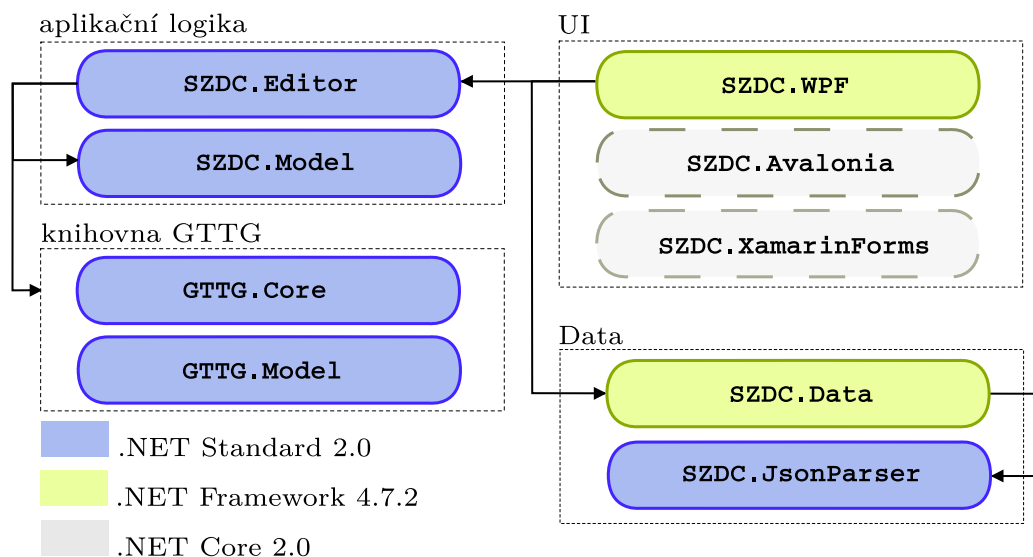 aplikační logika
SZDC.Editor
SZDC.Model
knihovna GTTG
GTTG.Core
GTTG.Model
UI
SZDC.WPF
SZDC.Avalonia
SZDC.XamarinForms
Data
SZDC.Data
SZDC.JsonParser
.NET Standard 2.0
.NET Framework 4.7.2
.NET Core 2.0